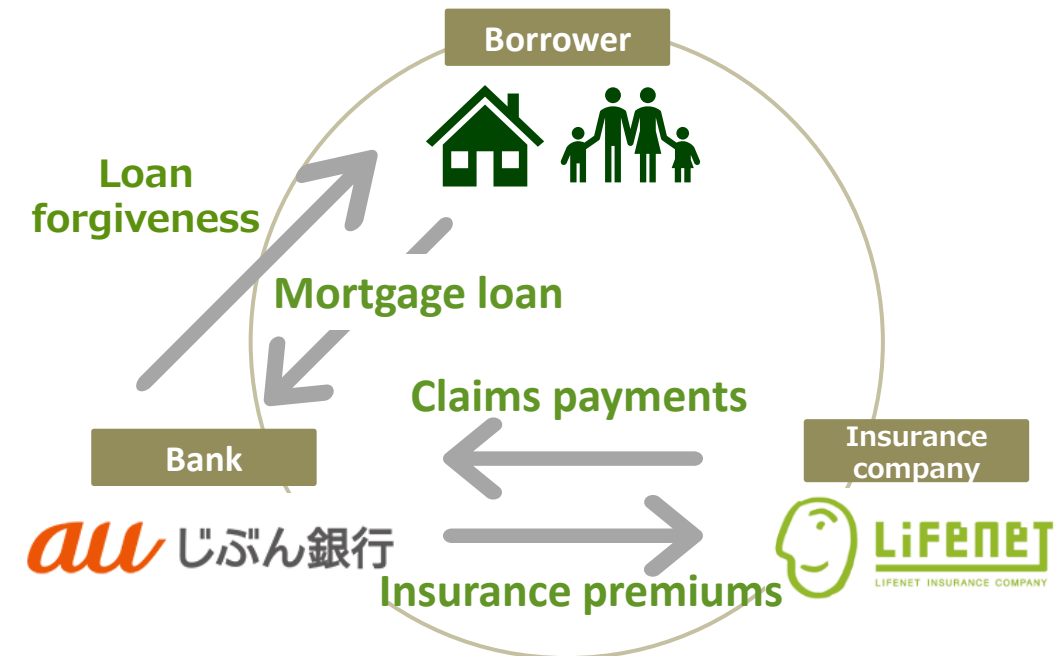 Borrower
Loan
forgiveness
Mortgage loan
Claims payments
Bank
Insurance
company
au じぶん銀行
LIFENET
LIFENET INSURANCE COMPANY
Insurance premiums